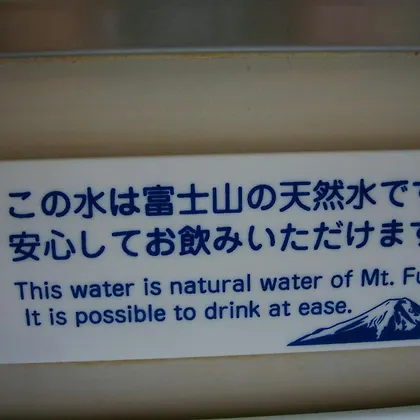 この水は富士山の天然水で
安心してお飲みいただけま
This water is natural water of Mt. F
It is possible to drink at ease.